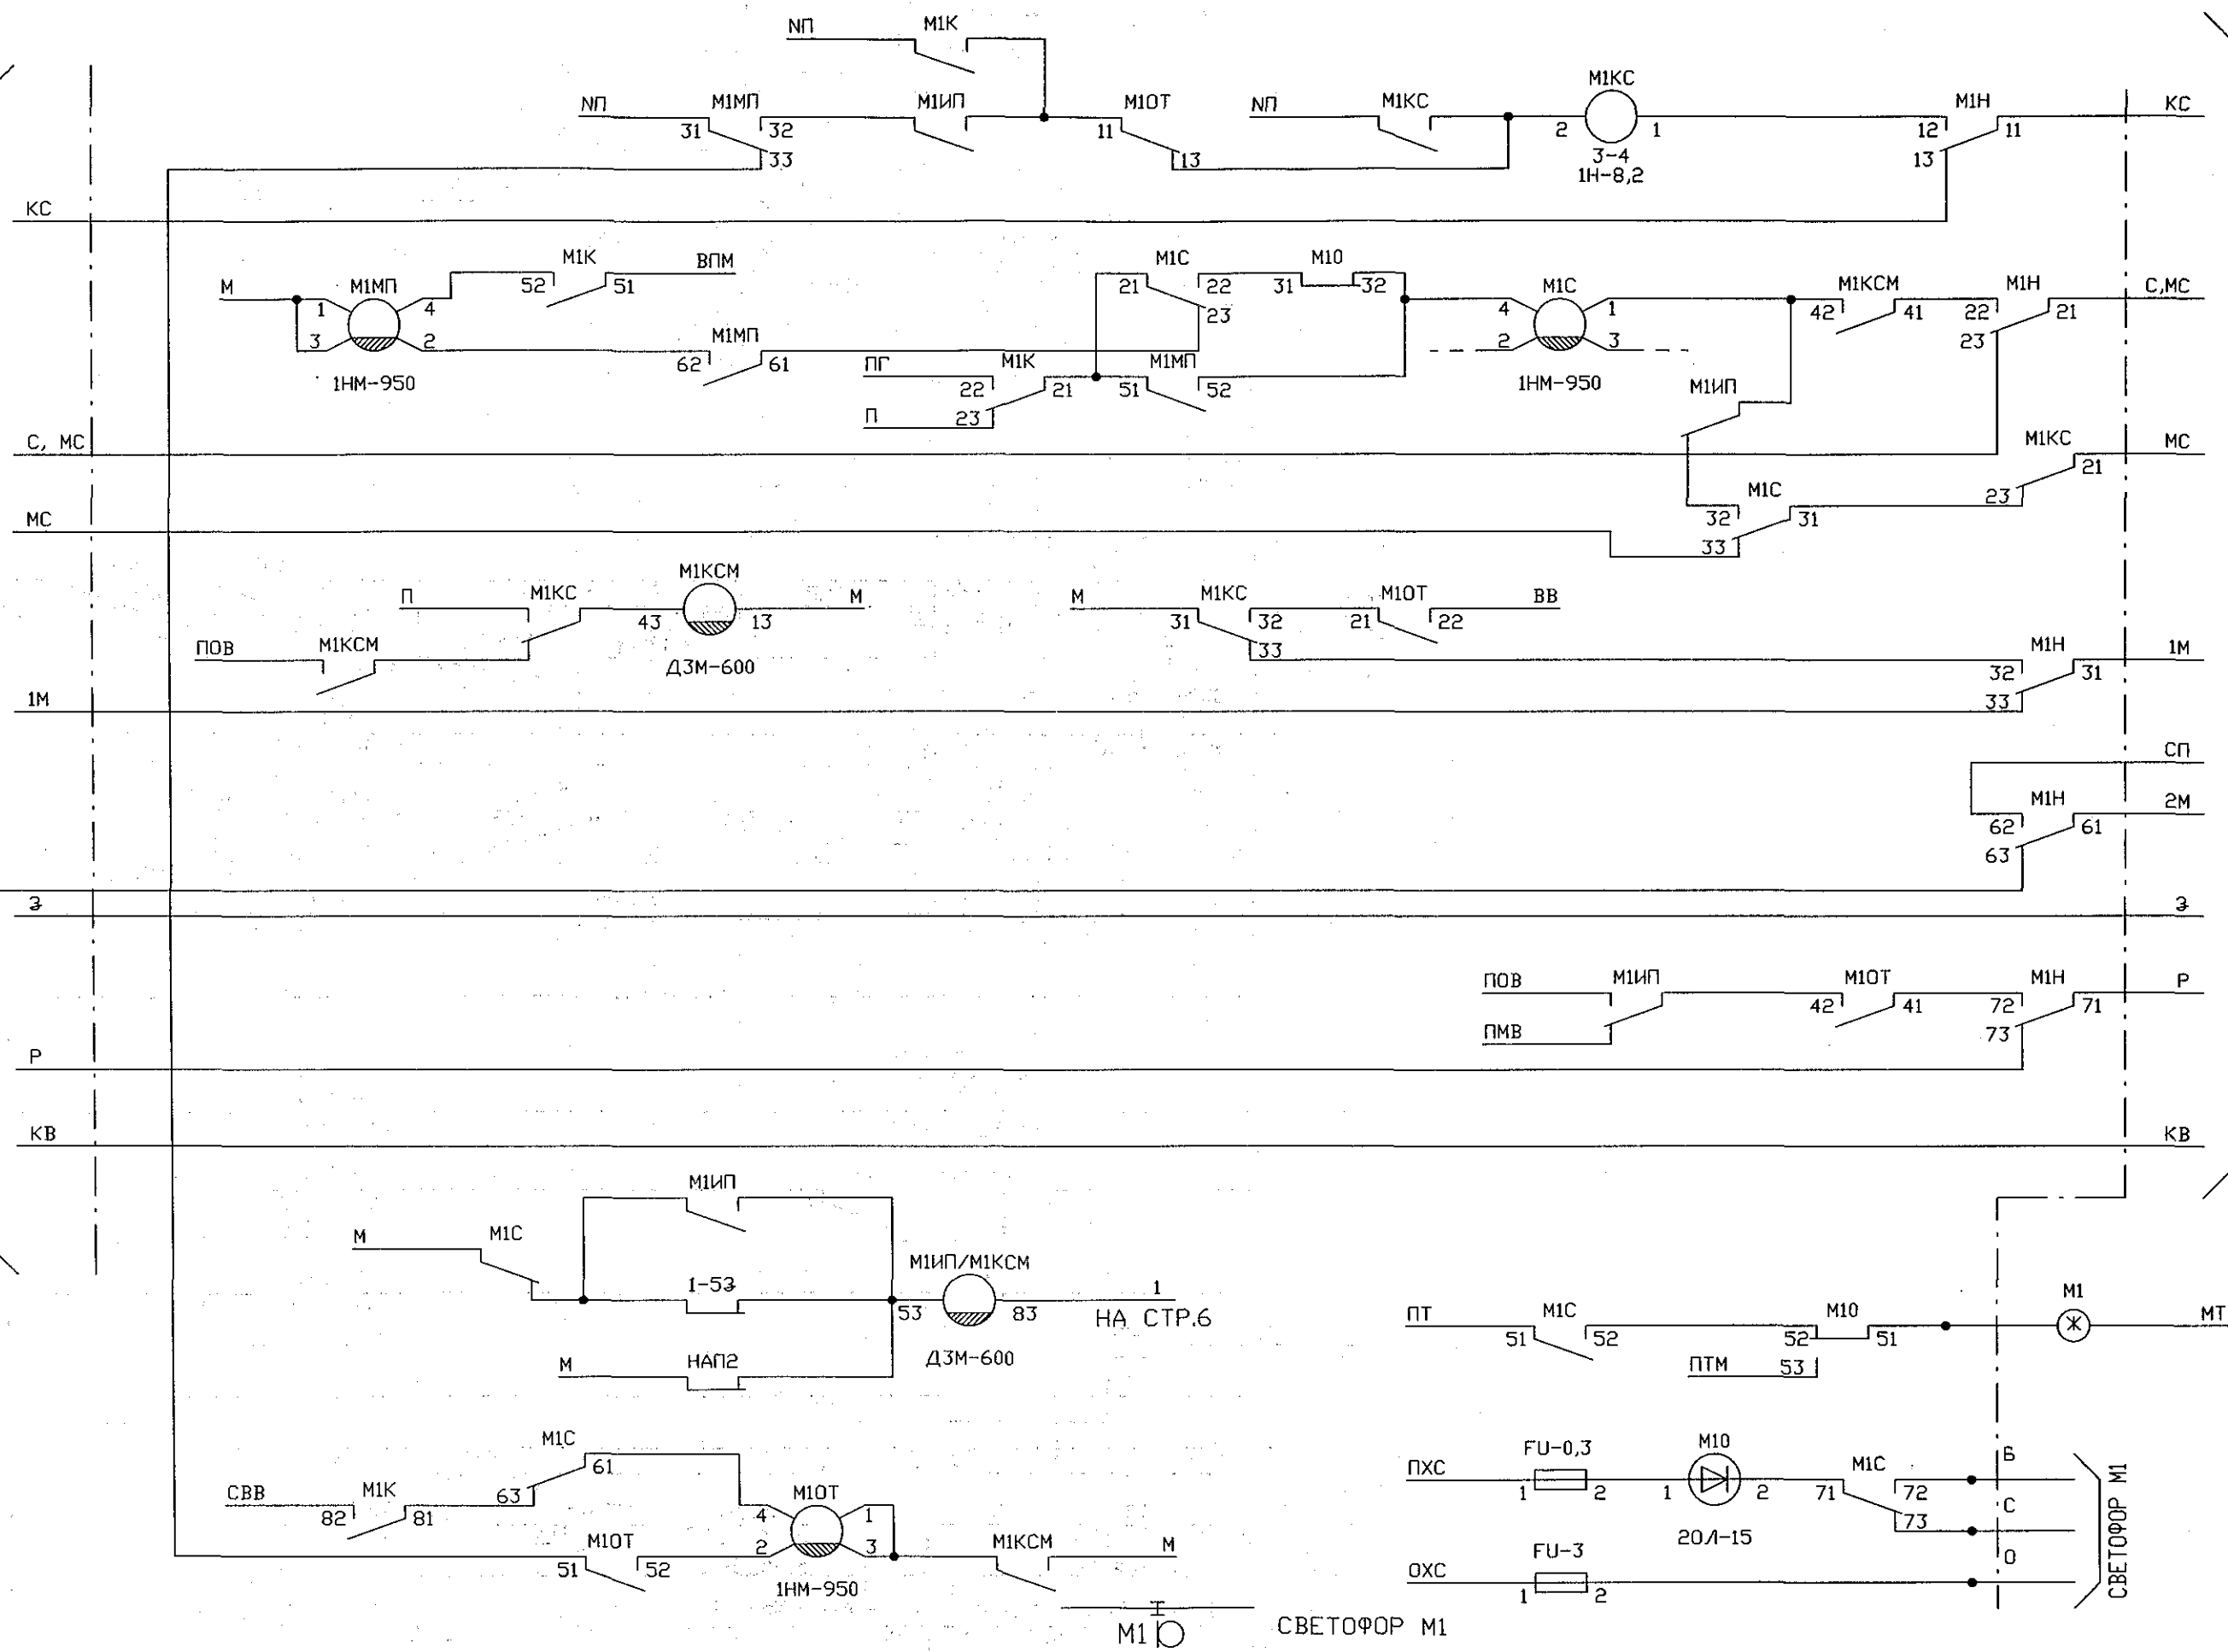 NП М1К
NП М1МП М1ИП М1ОТ NП М1КС М1КС М1Н КС
31 32 11 2 1 12 11
33 13 3-4 13
1Н-8,2
КС
М1К ВПМ М1С М1О
М М1МП 52 51 21 22 31 32 М1С М1КСМ М1Н С,МС
1 4 23 4 1 42 41 22 21
3 2 М1МП 2 3 23
62 61 ПГ М1К М1МП
1НМ-950 22 21 51 52 1НМ-950 М1ИП
П 23
С, МС М1КС МС
21
23
МС М1С
32 31
33
П М1КС М1КСМ М М М1КС М1ОТ ВВ
43 13 31 32 21 22
ПОВ М1КСМ Д3М-600 33 М1Н 1М
32 31
1М 33
СП
М1Н 2М
62 61
63
З З
ПОВ М1ИП М1ОТ М1Н Р
42 41 72 71
ПМВ 73
Р
КВ КВ
М1ИП
М М1С
М1ИП/М1КСМ
1-53 53 83 1
НА СТР.6
М НАП2 Д3М-600
ПТ М1С М1О М1 МТ
51 52 52 51
ПТМ 53
М1С
61
СВВ М1К 63 М1ОТ
82 81 4 1
М1ОТ 2 3 М1КСМ М
51 52
1НМ-950
ПХС FU-0,3 М1О М1С Б
1 2 1 2 71 72
73 С
20Л-15
ОХС FU-3 О
1 2
СВЕТОФОР М1
М1 СВЕТОФОР М1